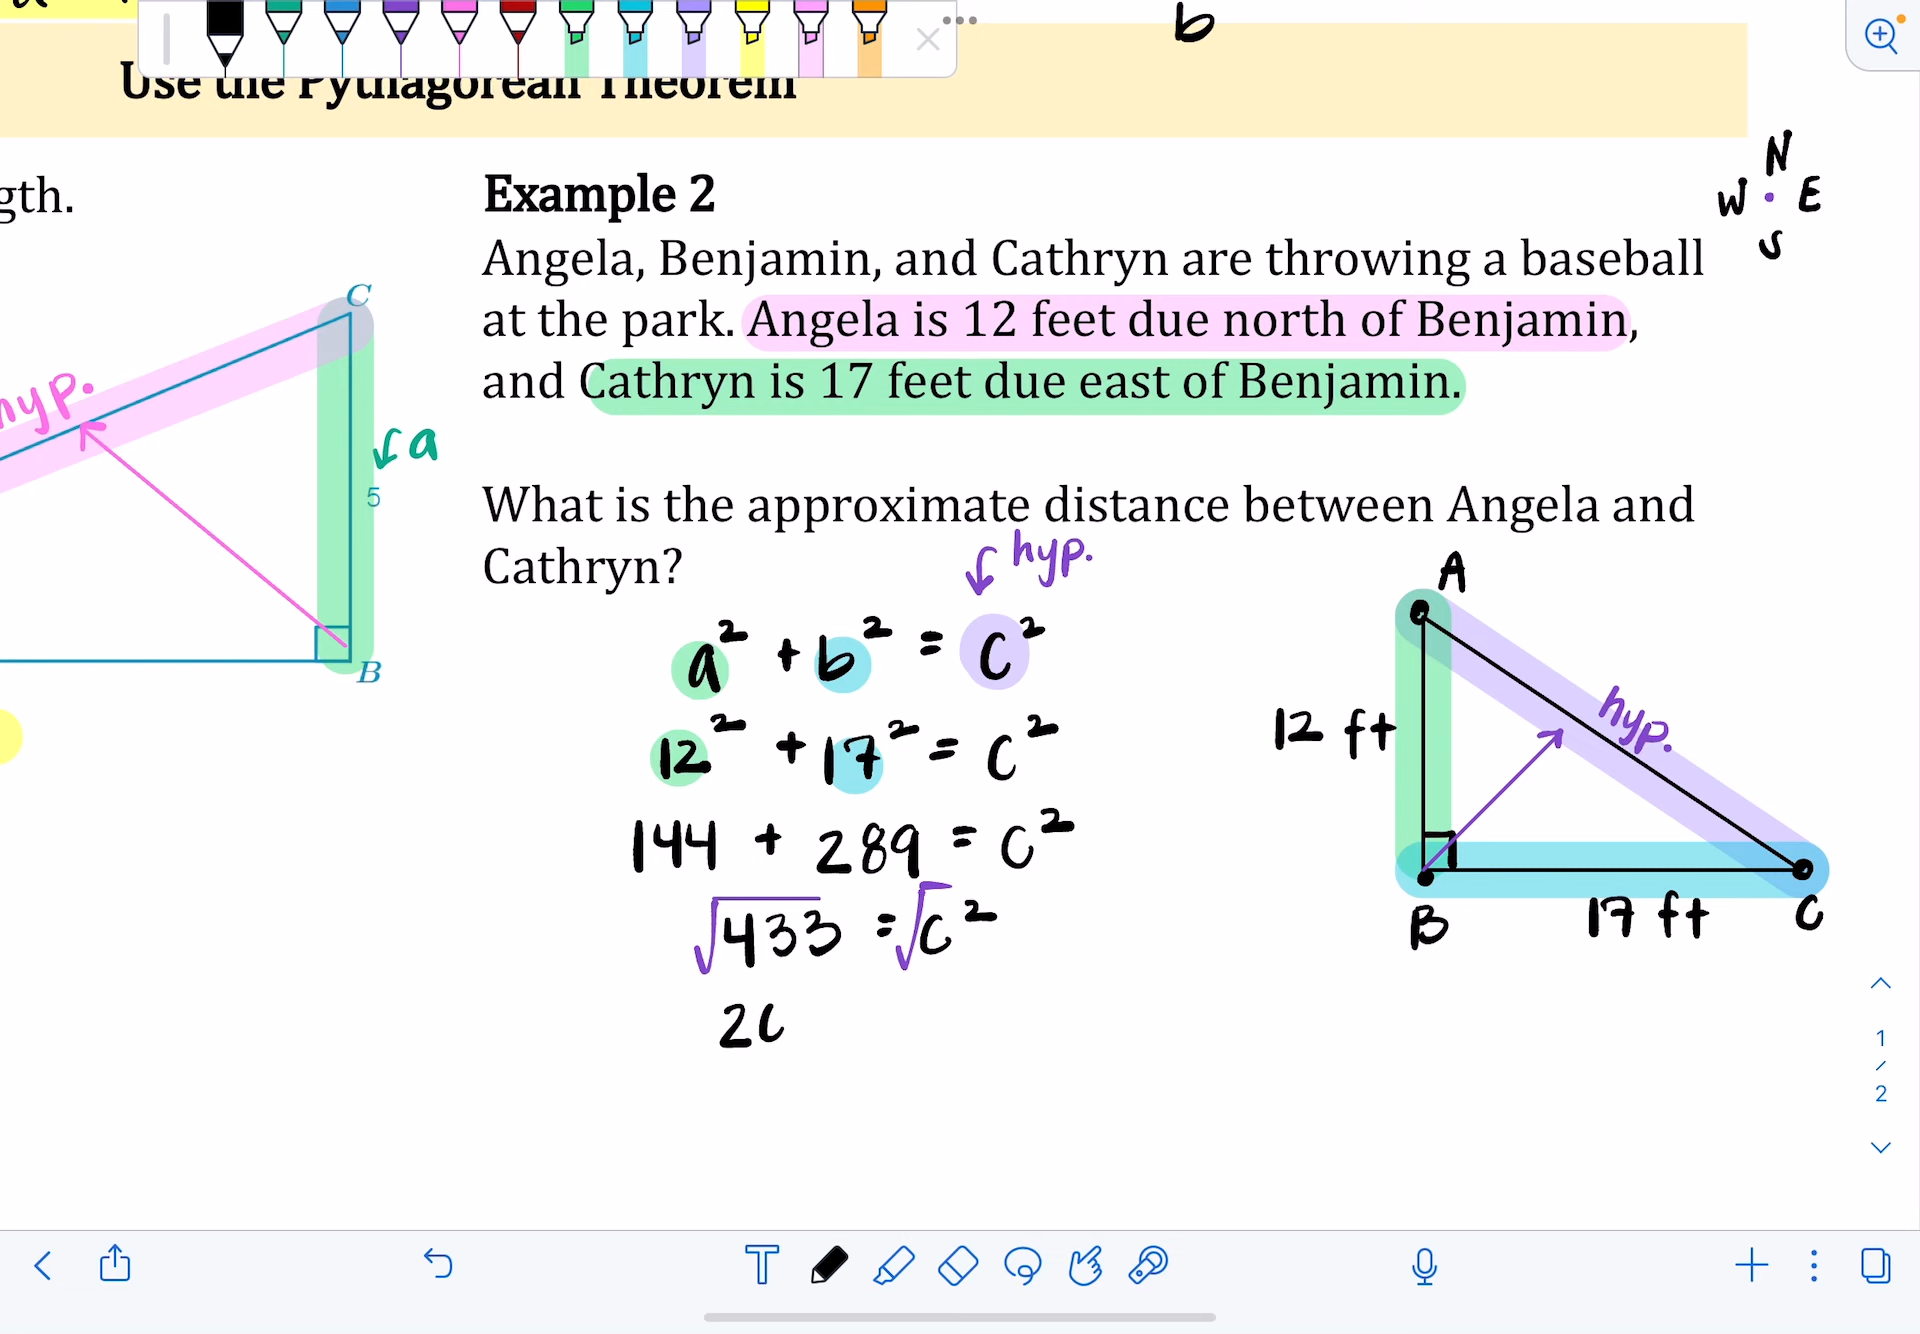 b
Use the Pythagorean Theorem
N
W . E
S
gth.
Example 2
Angela, Benjamin, and Cathryn are throwing a baseball
at the park. Angela is 12 feet due north of Benjamin,
and Cathryn is 17 feet due east of Benjamin.
What is the approximate distance between Angela and
Cathryn?
C
hyp.
a
5
B
hyp.
a² + b² = c²
12² + 17² = c²
144 + 289 = c²
√433 = √c²
20
A
12 ft
hyp.
B
17 ft
C
1
/
2
T